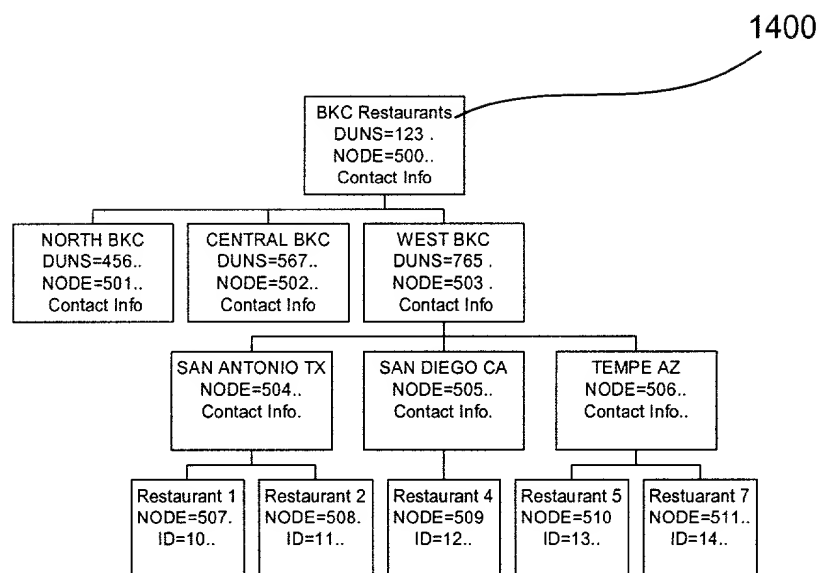 1400
BKC Restaurants
DUNS=123 .
NODE=500..
Contact Info
NORTH BKC
DUNS=456..
NODE=501..
Contact Info
CENTRAL BKC
DUNS=567..
NODE=502..
Contact Info
WEST BKC
DUNS=765 .
NODE=503 .
Contact Info
SAN ANTONIO TX
NODE=504..
Contact Info.
SAN DIEGO CA
NODE=505..
Contact Info.
TEMPE AZ
NODE=506..
Contact Info..
Restaurant 1
NODE=507.
ID=10..
Restaurant 2
NODE=508.
ID=11..
Restaurant 4
NODE=509
ID=12..
Restaurant 5
NODE=510
ID=13..
Restuarant 7
NODE=511..
ID=14..